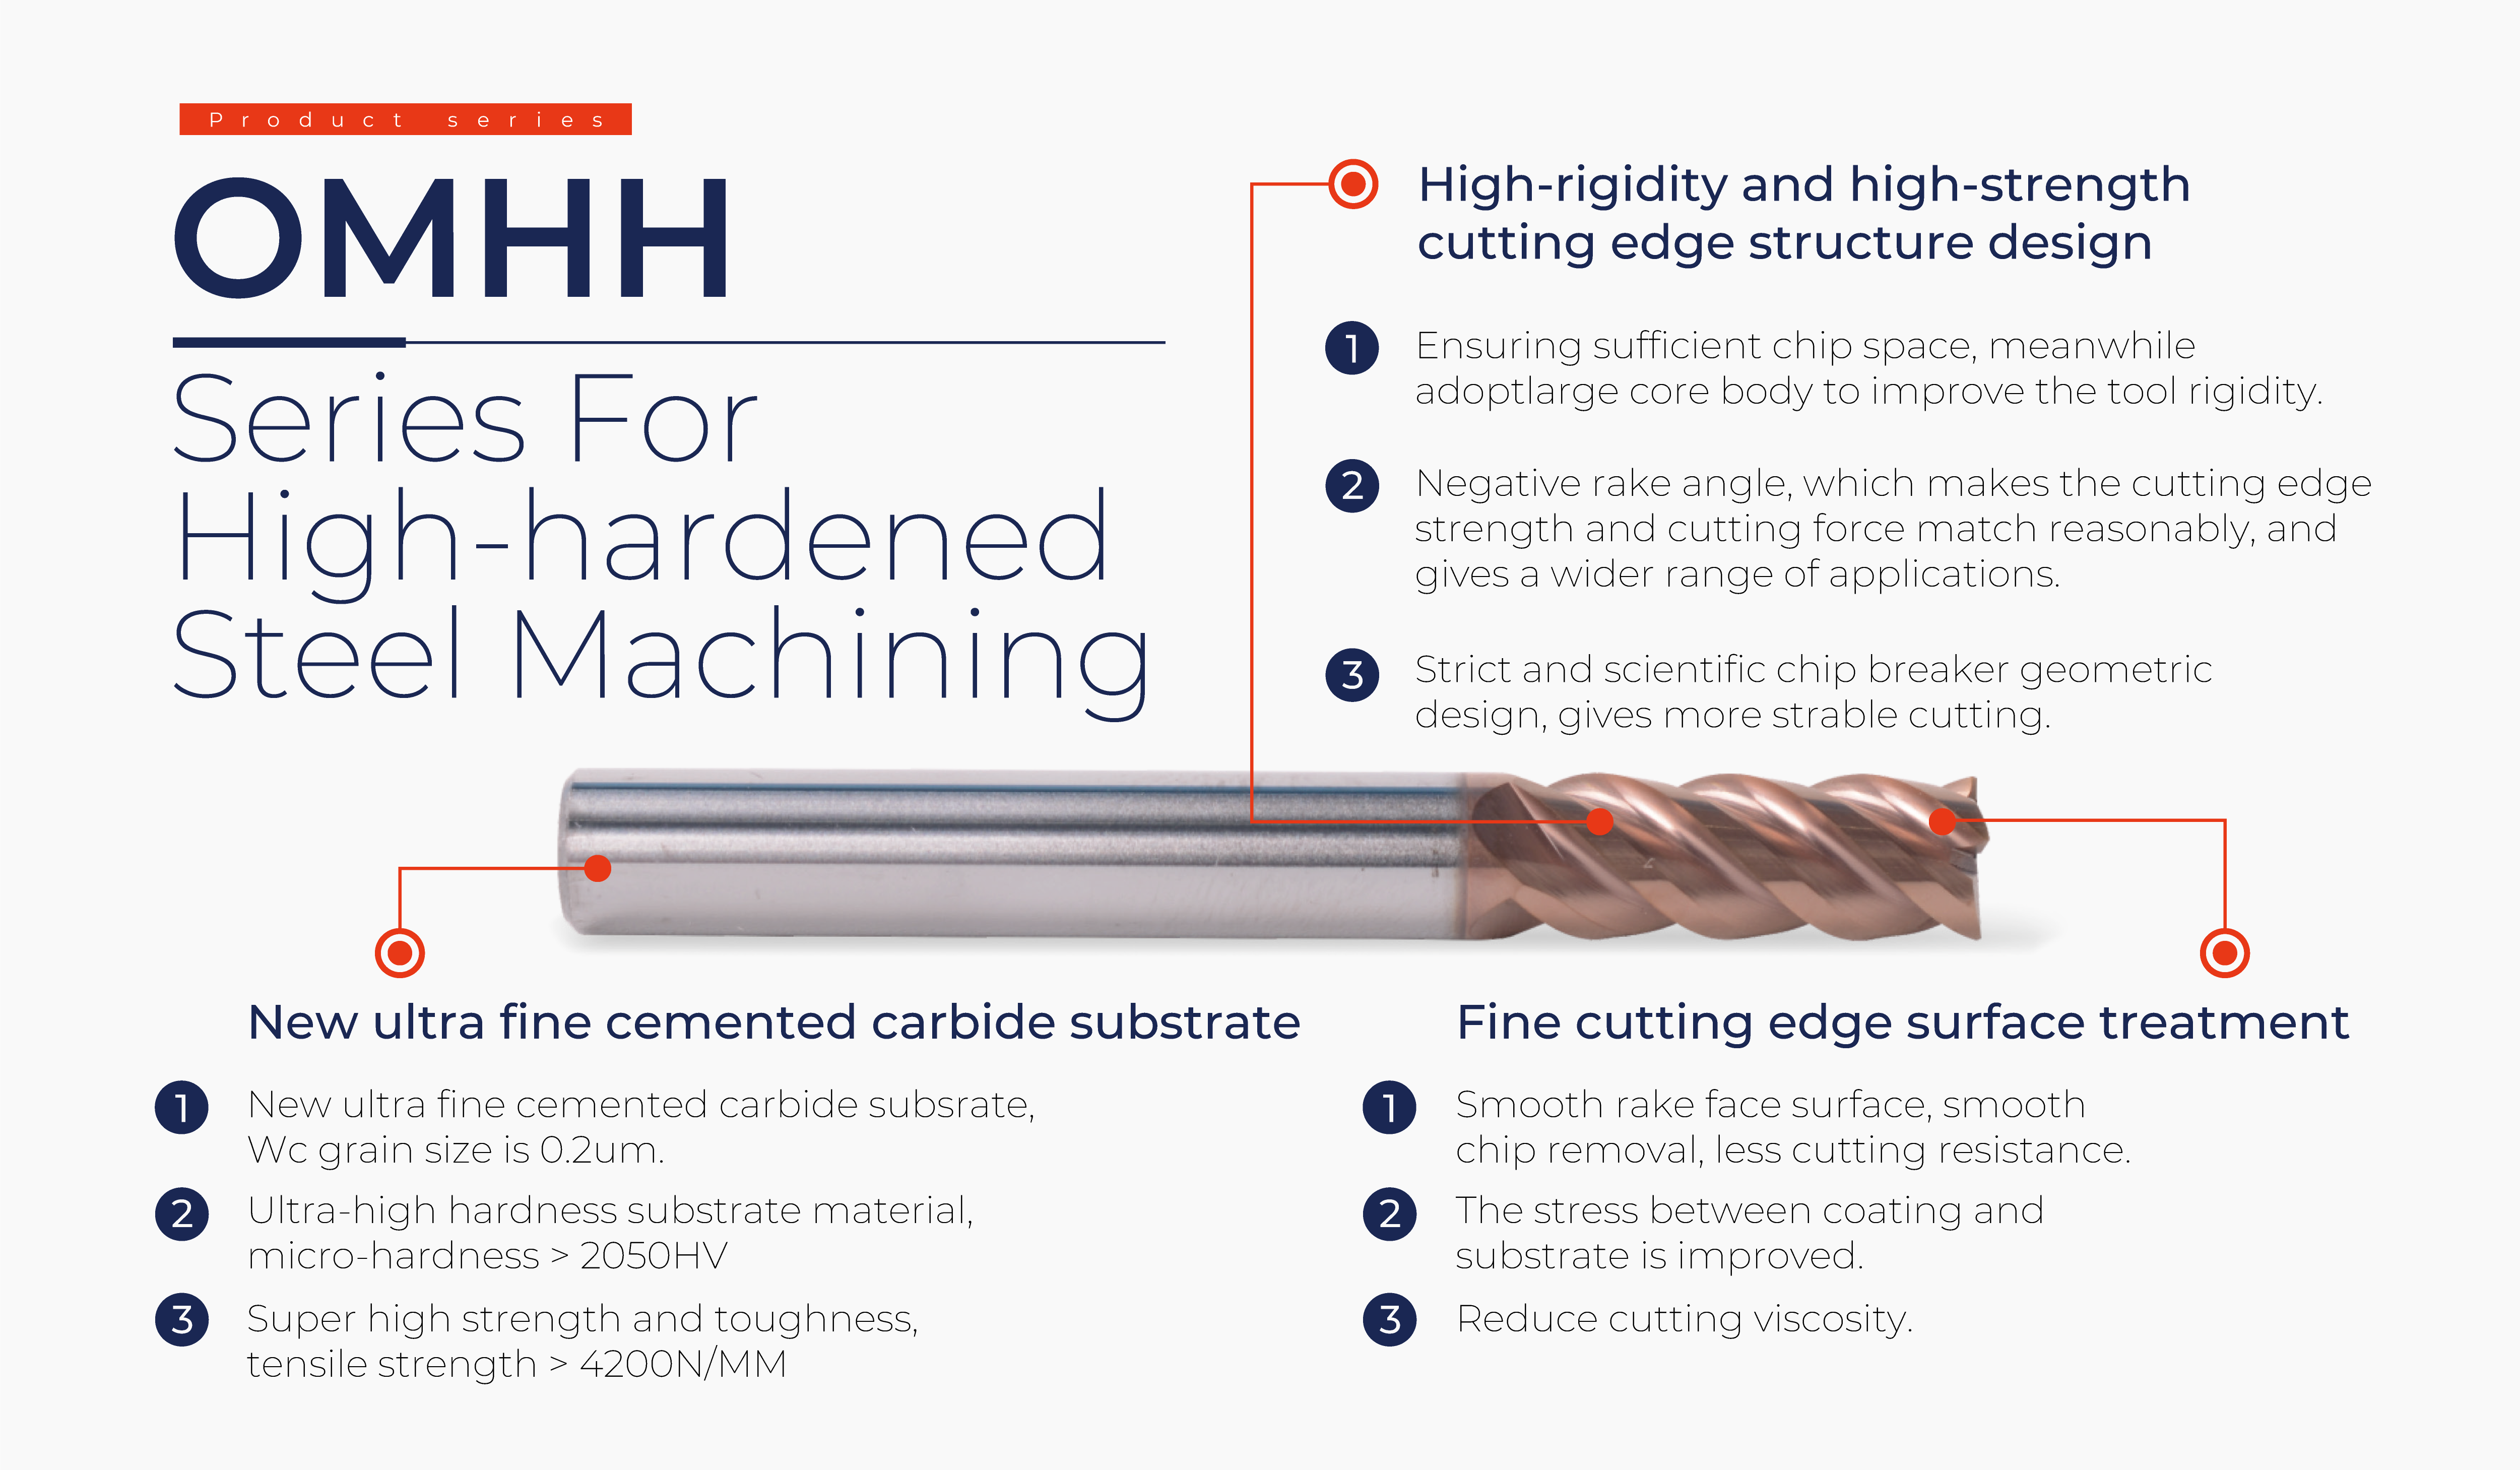 Product series
OMHH
Series For
High-hardened
Steel Machining
High-rigidity and high-strength
cutting edge structure design
1 Ensuring sufficient chip space, meanwhile
adoptlarge core body to improve the tool rigidity.
2 Negative rake angle, which makes the cutting edge
strength and cutting force match reasonably, and
gives a wider range of applications.
3 Strict and scientific chip breaker geometric
design, gives more strable cutting.
New ultra fine cemented carbide substrate
1 New ultra fine cemented carbide subsrate,
Wc grain size is 0.2um.
2 Ultra-high hardness substrate material,
micro-hardness > 2050HV
3 Super high strength and toughness,
tensile strength > 4200N/MM
Fine cutting edge surface treatment
1 Smooth rake face surface, smooth
chip removal, less cutting resistance.
2 The stress between coating and
substrate is improved.
3 Reduce cutting viscosity.